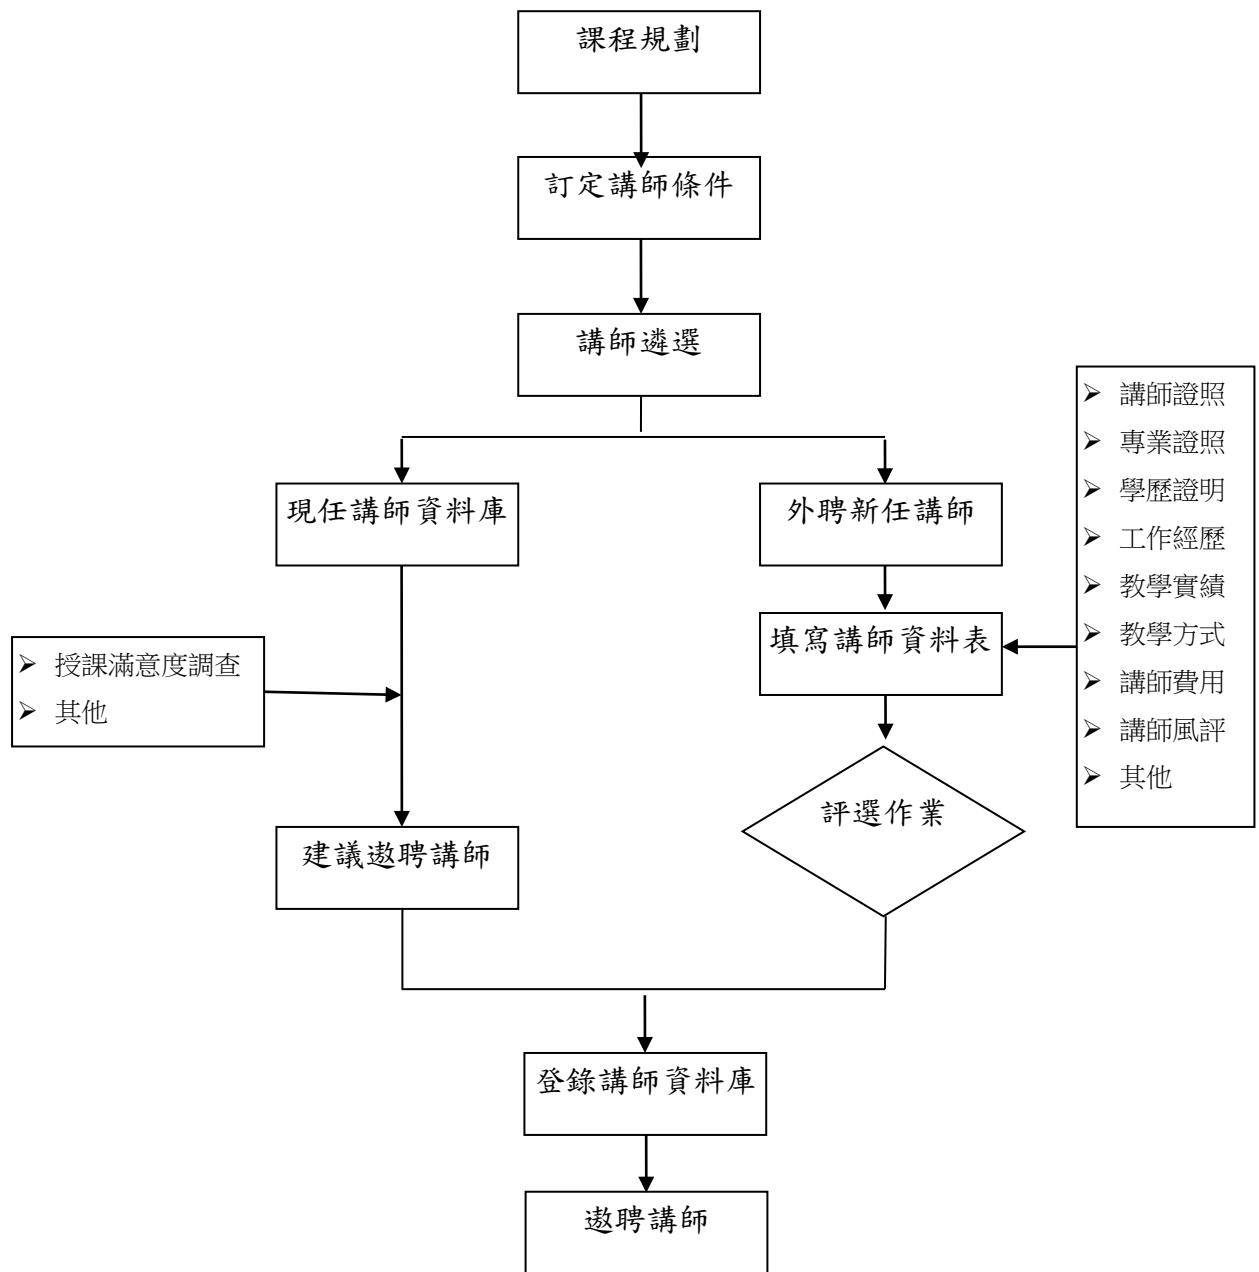 課程規劃
訂定講師條件
講師遴選
現任講師資料庫
外聘新任講師
➢ 講師證照
➢ 專業證照
➢ 學歷證明
➢ 工作經歷
➢ 教學實績
➢ 教學方式
➢ 講師費用
➢ 講師風評
➢ 其他
填寫講師資料表
➢ 授課滿意度調查
➢ 其他
評選作業
建議遨聘講師
登錄講師資料庫
遨聘講師